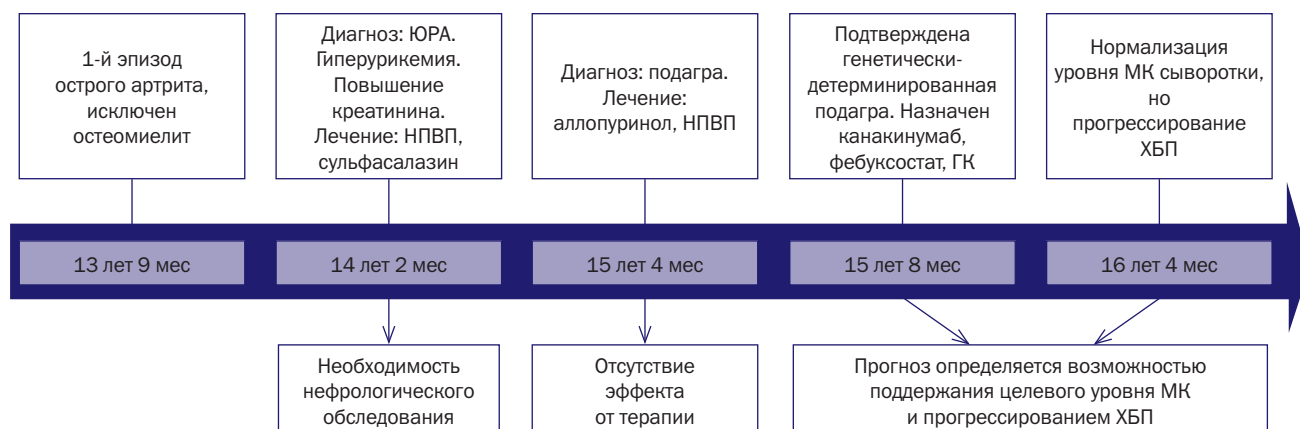 1-й эпизод
острого артрита,
исключен
остеомиелит
Диагноз: ЮРА.
Гиперурикемия.
Повышение
креатинина.
Лечение: НПВП,
сульфасалазин
Диагноз: подагра.
Лечение:
аллопуринол, НПВП
Подтверждена
генетически-
детерминированная
подагра. Назначен
канакинумаб,
фебуксостат, ГК
Нормализация
уровня МК сыворотки,
но
прогрессирование
ХБП
13 лет 9 мес
14 лет 2 мес
15 лет 4 мес
15 лет 8 мес
16 лет 4 мес
Необходимость
нефрологического
обследования
Отсутствие
эффекта
от терапии
Прогноз определяется возможностью
поддержания целевого уровня МК
и прогрессированием ХБП